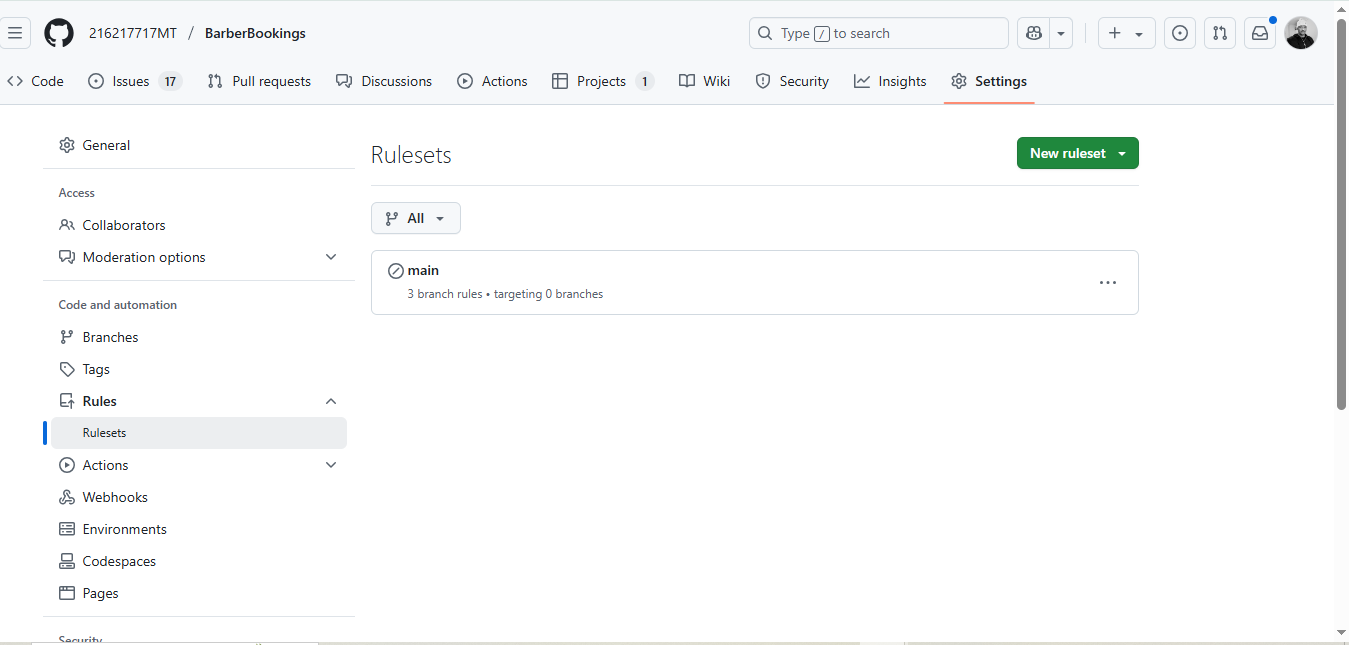 216217717MT / BarberBookings
Type / to search
Code
Issues 17
Pull requests
Discussions
Actions
Projects 1
Wiki
Security
Insights
Settings
General
Access
Collaborators
Moderation options
Code and automation
Branches
Tags
Rules
Rulesets
Actions
Webhooks
Environments
Codespaces
Pages
Security
Rulesets
New ruleset
All
main
3 branch rules • targeting 0 branches